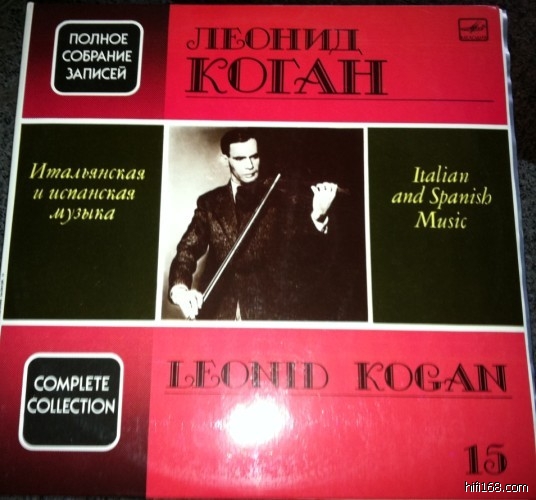 ПОЛНОЕ
СОБРАНИЕ
ЗАПИСЕЙ
ЛЕОНИД
КОГАН
Итальянская
и испанская
музыка
Italian
and Spanish
Music
COMPLETE
COLLECTION
LEONID KOGAN
15
hifi168.com